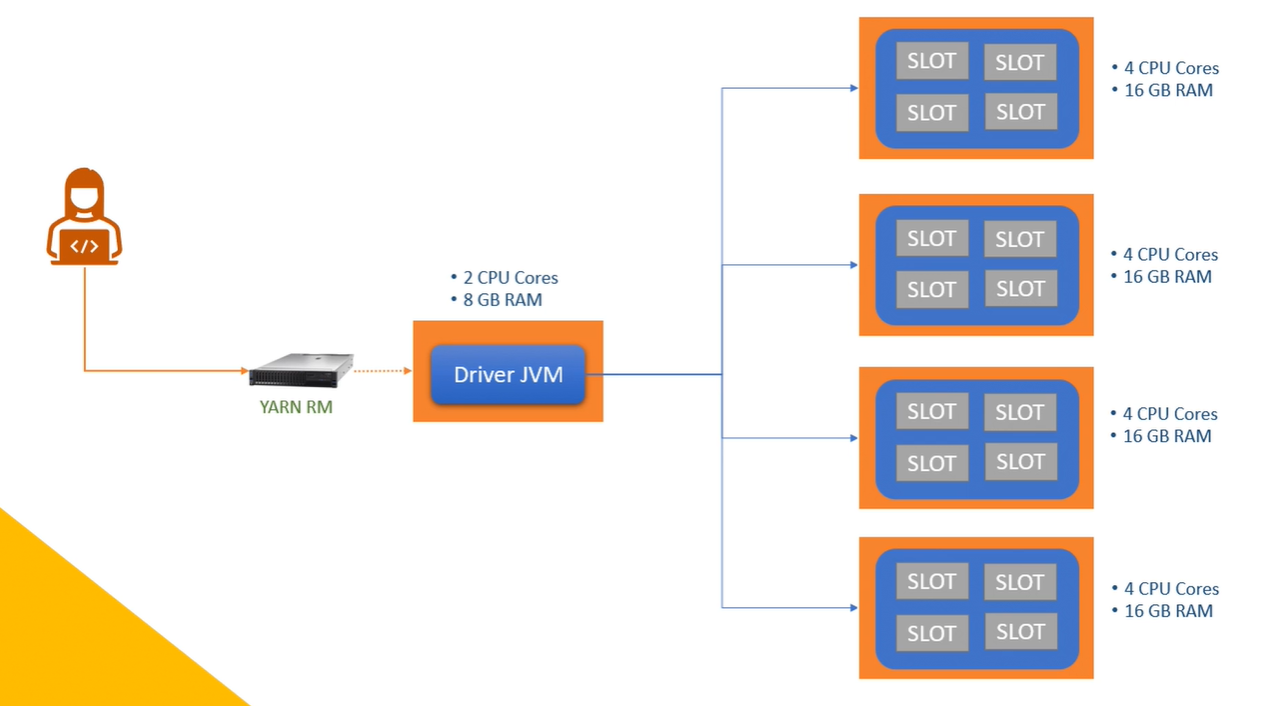 </>
YARN RM
• 2 CPU Cores
• 8 GB RAM
Driver JVM
SLOT SLOT
SLOT SLOT
• 4 CPU Cores
• 16 GB RAM
SLOT SLOT
SLOT SLOT
• 4 CPU Cores
• 16 GB RAM
SLOT SLOT
SLOT SLOT
• 4 CPU Cores
• 16 GB RAM
SLOT SLOT
SLOT SLOT
• 4 CPU Cores
• 16 GB RAM